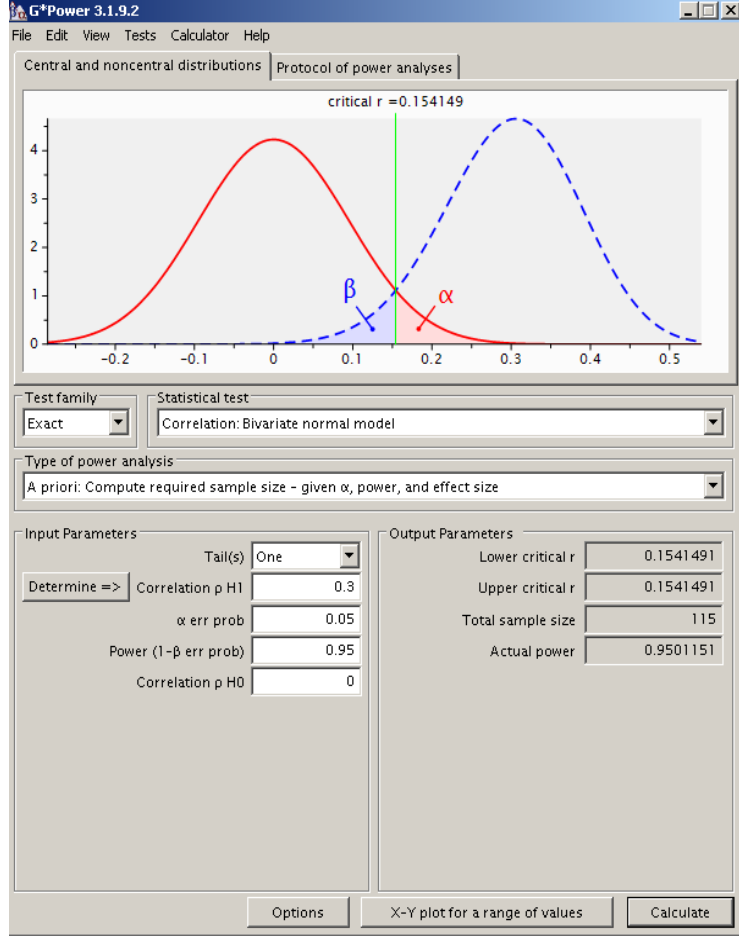 G*Power 3.1.9.2
File Edit View Tests Calculator Help
Central and noncentral distributions Protocol of power analyses
critical r =0.154149
4
3
2
1
0
β α
-0.2 -0.1 0 0.1 0.2 0.3 0.4 0.5
Test family Statistical test
Exact Correlation: Bivariate normal model
Type of power analysis
A priori: Compute required sample size - given α, power, and effect size
Input Parameters
Tail(s) One
Determine => Correlation ρ H1 0.3
α err prob 0.05
Power (1-β err prob) 0.95
Correlation ρ H0 0
Output Parameters
Lower critical r 0.1541491
Upper critical r 0.1541491
Total sample size 115
Actual power 0.9501151
Options X-Y plot for a range of values Calculate